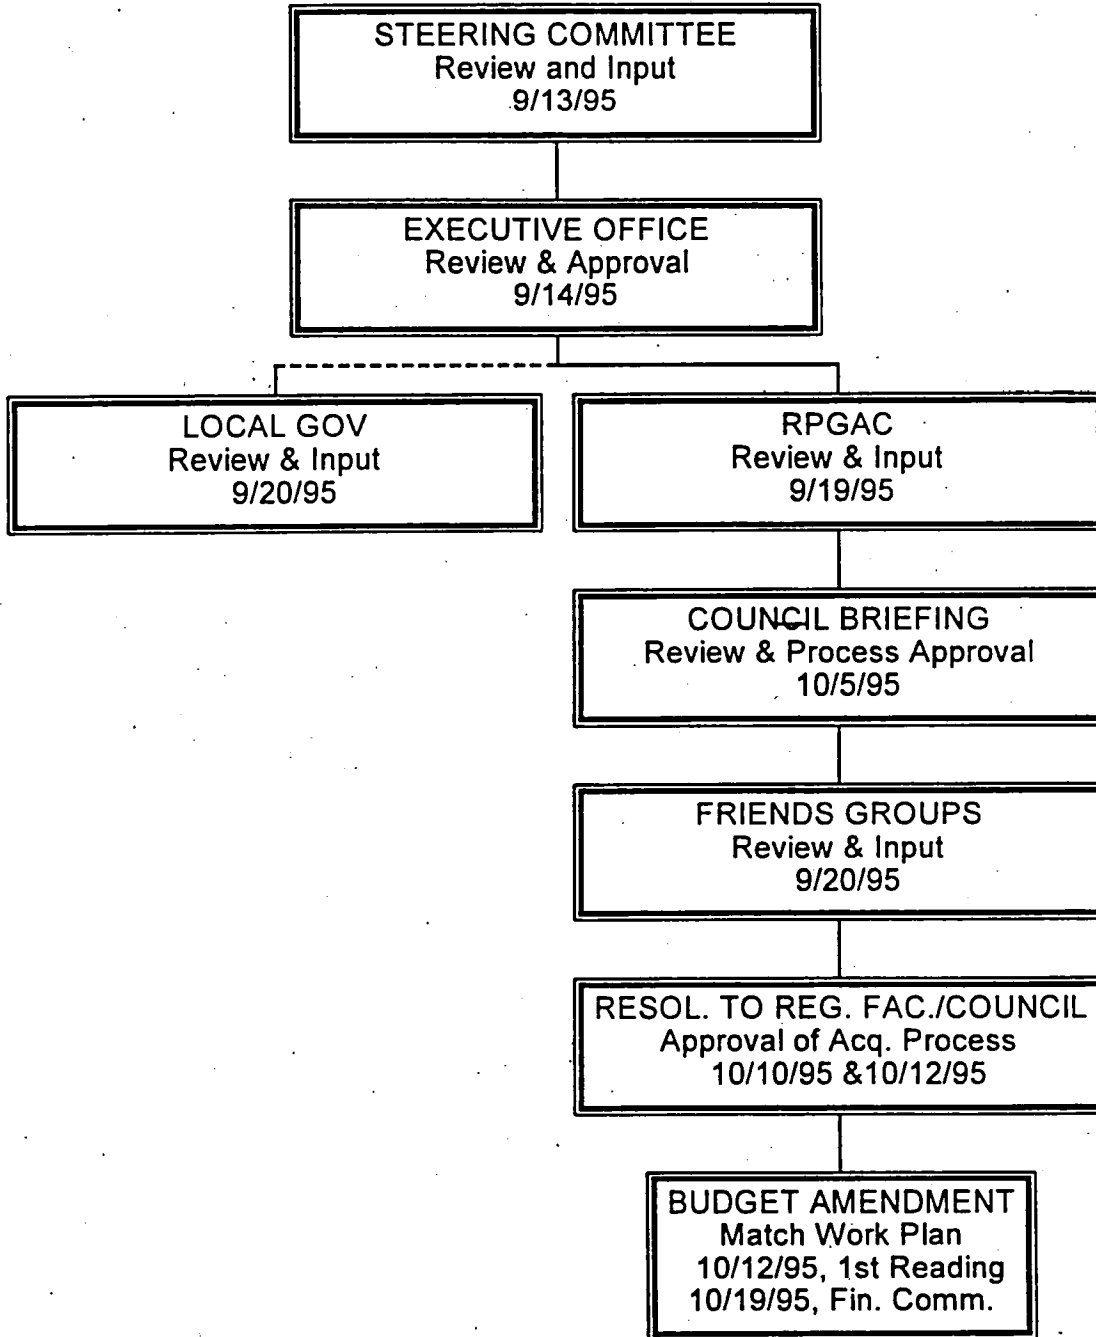 STEERING COMMITTEE
Review and Input
9/13/95
EXECUTIVE OFFICE
Review & Approval
9/14/95
LOCAL GOV
Review & Input
9/20/95
RPGAC
Review & Input
9/19/95
COUNCIL BRIEFING
Review & Process Approval
10/5/95
FRIENDS GROUPS
Review & Input
9/20/95
RESOL. TO REG. FAC./COUNCIL
Approval of Acq. Process
10/10/95 &10/12/95
BUDGET AMENDMENT
Match Work Plan
10/12/95, 1st Reading
10/19/95, Fin. Comm.